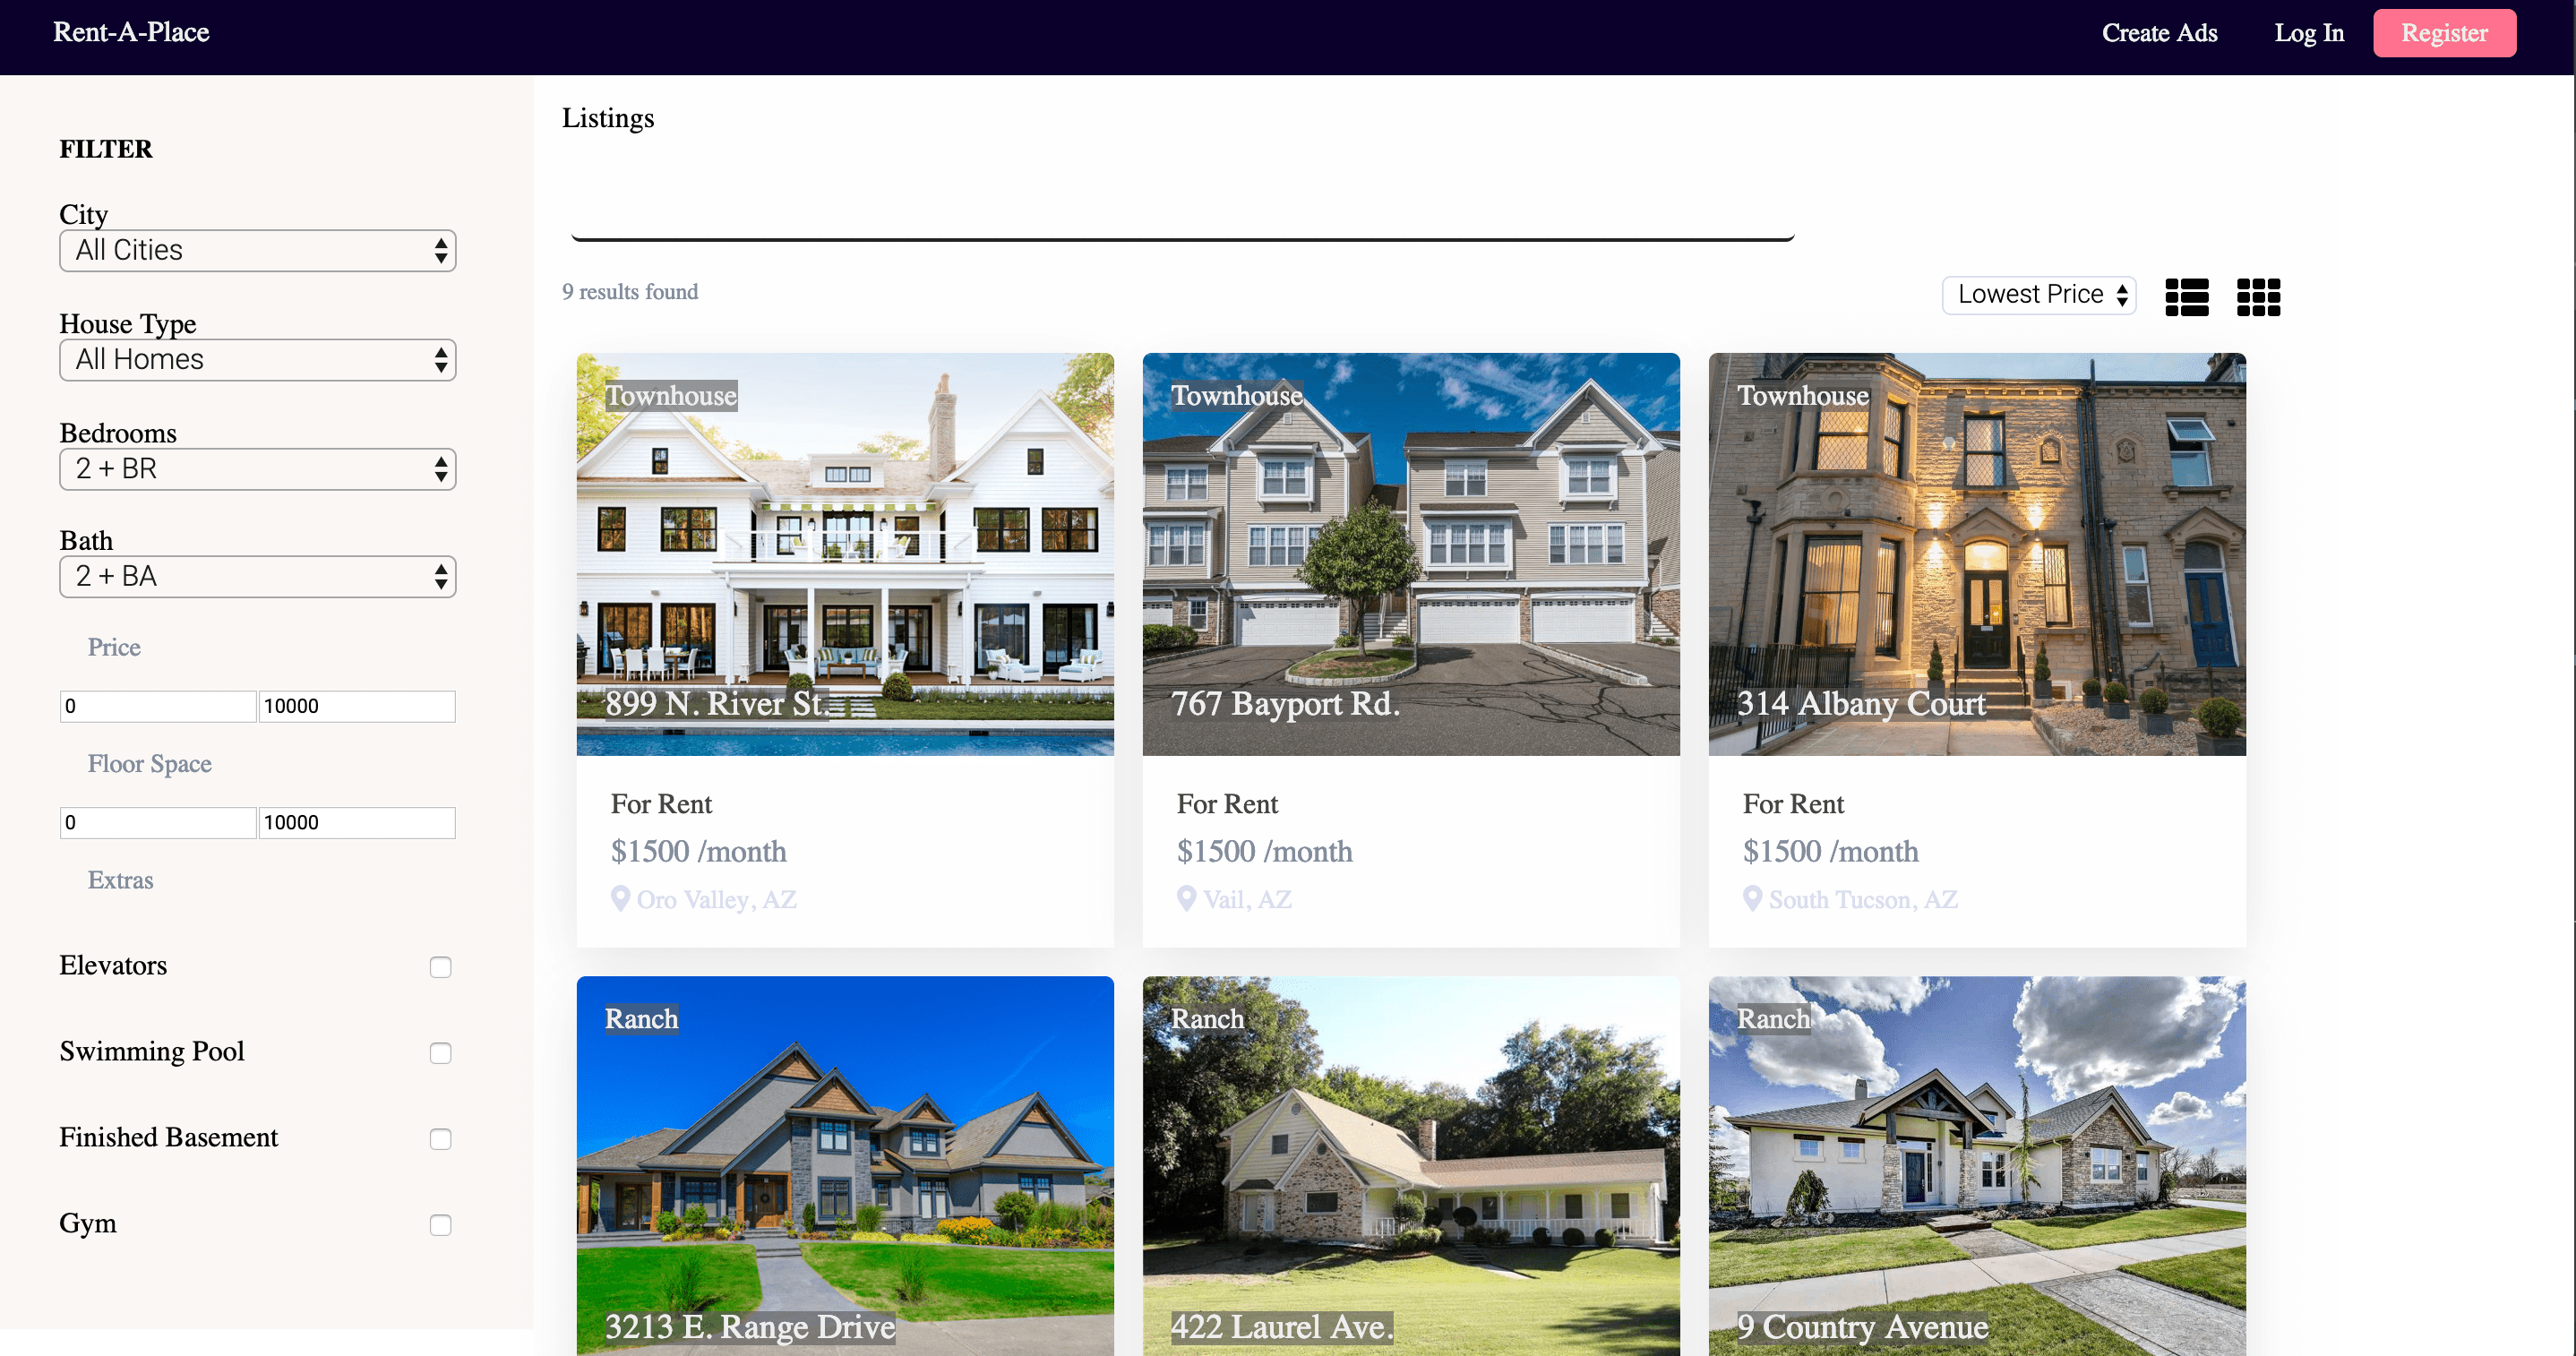 Rent-A-Place
Create Ads
Log In
Register
FILTER
City
All Cities
House Type
All Homes
Bedrooms
2 + BR
Bath
2 + BA
Price
0
10000
Floor Space
0
10000
Extras
Elevators
Swimming Pool
Finished Basement
Gym
Listings
9 results found
Lowest Price
Townhouse
899 N. River St.
For Rent
$1500 /month
Oro Valley, AZ
Townhouse
767 Bayport Rd.
For Rent
$1500 /month
Vail, AZ
Townhouse
314 Albany Court
For Rent
$1500 /month
South Tucson, AZ
Ranch
3213 E. Range Drive
Ranch
422 Laurel Ave.
Ranch
9 Country Avenue